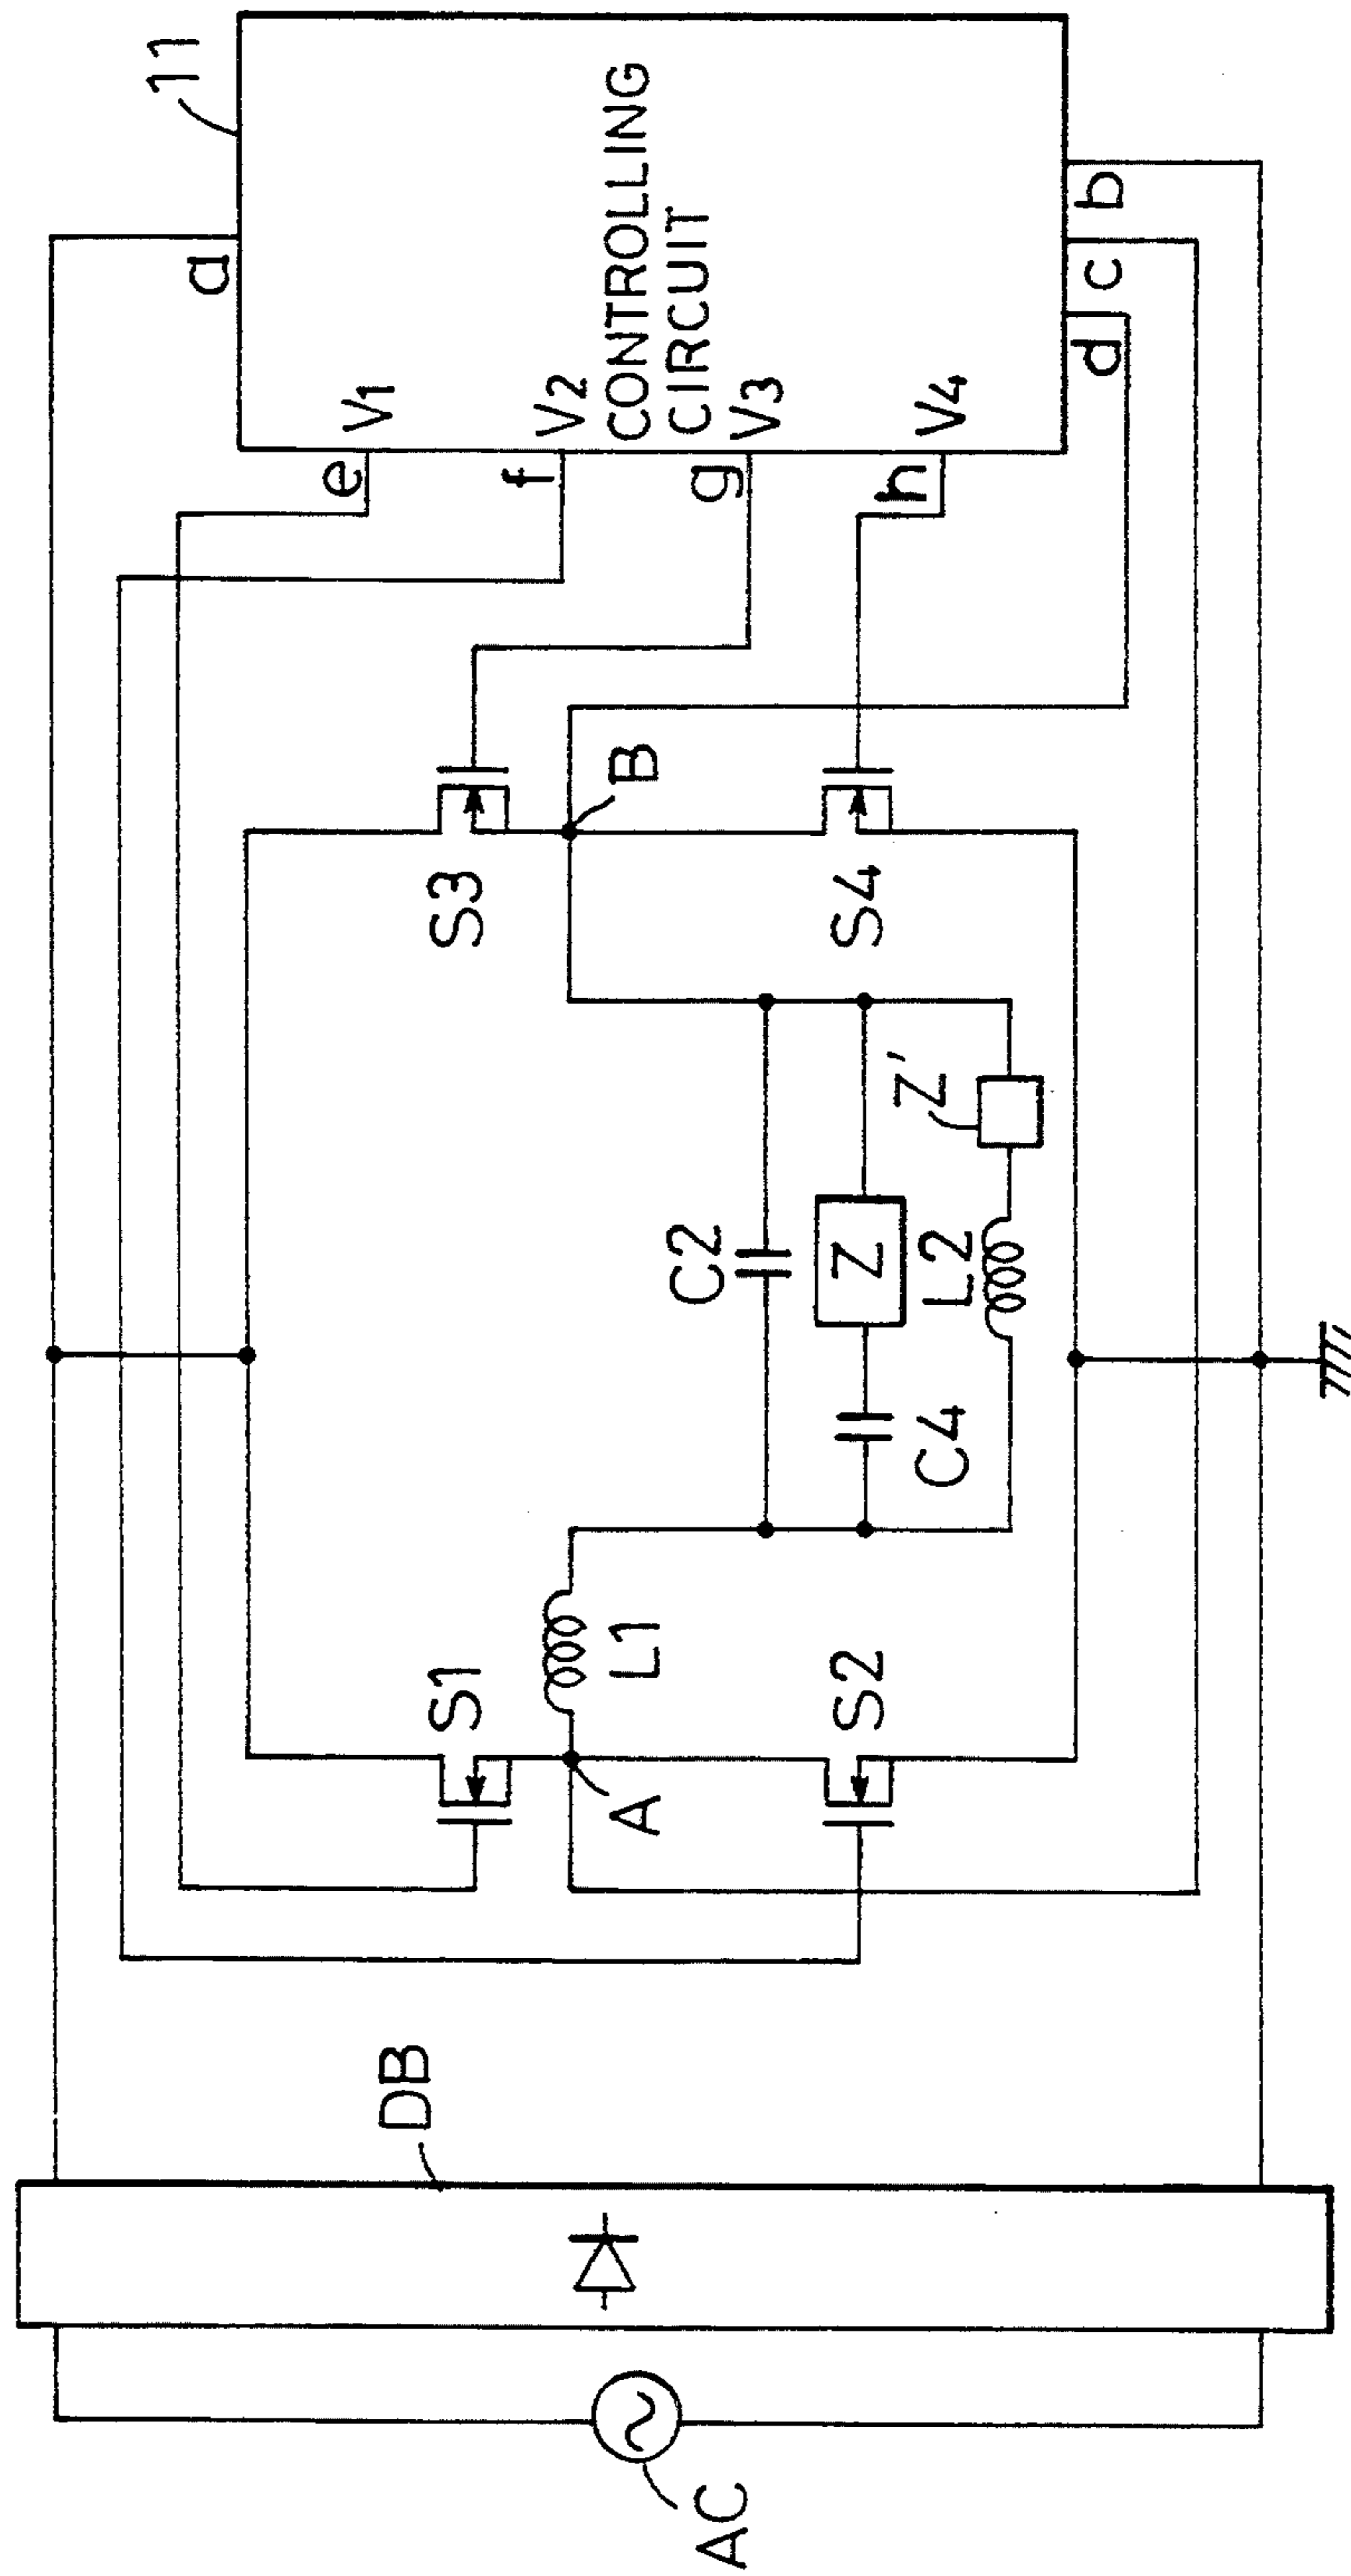 11
a
V1
e
V2
f
CONTROLLING
CIRCUIT
V3
g
V4
h
b
c
d
S3
B
S4
C2
Z
Z'
L2
C4
S1
L1
A
S2
DB
AC